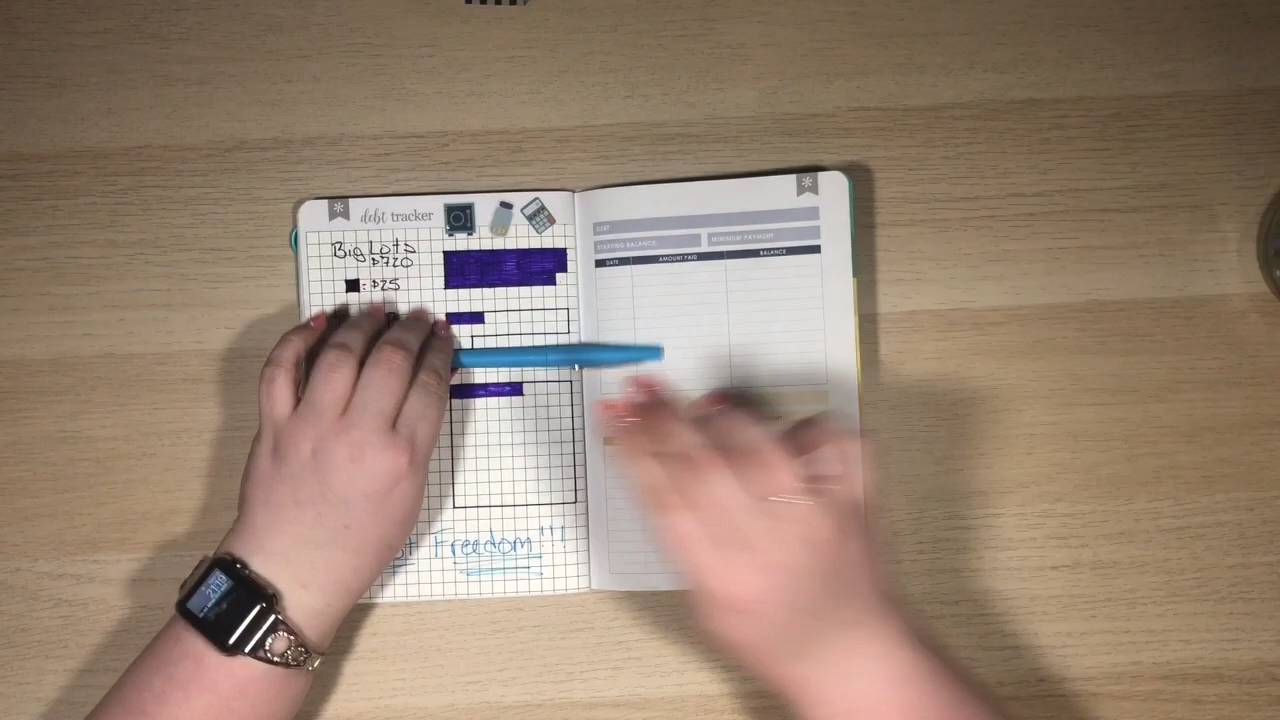 debt tracker
Big Lots
$720
= $25
Freedom!!!
DEBT
STARTING BALANCE
MINIMUM PAYMENT
DATE AMOUNT PAID BALANCE